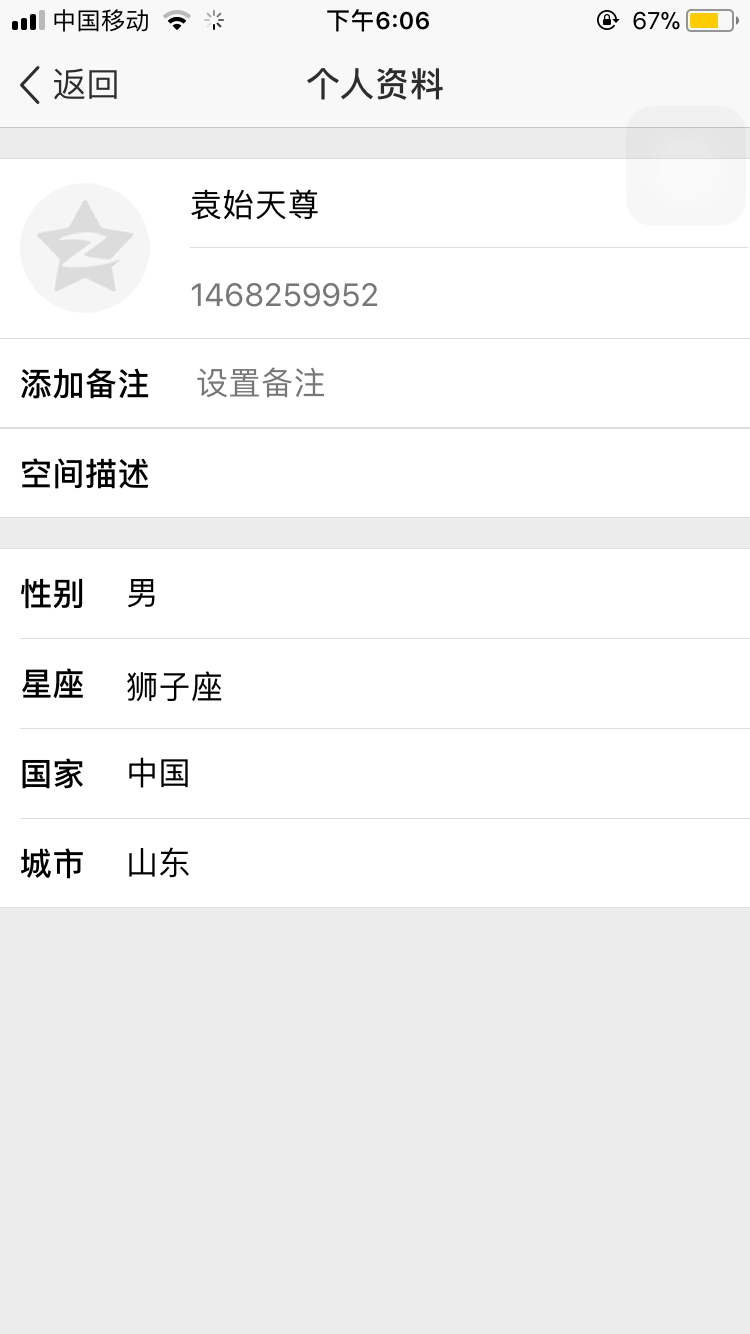 中国移动 下午6:06 67%
返回 个人资料
袁始天尊
1468259952
添加备注 设置备注
空间描述
性别 男
星座 狮子座
国家 中国
城市 山东